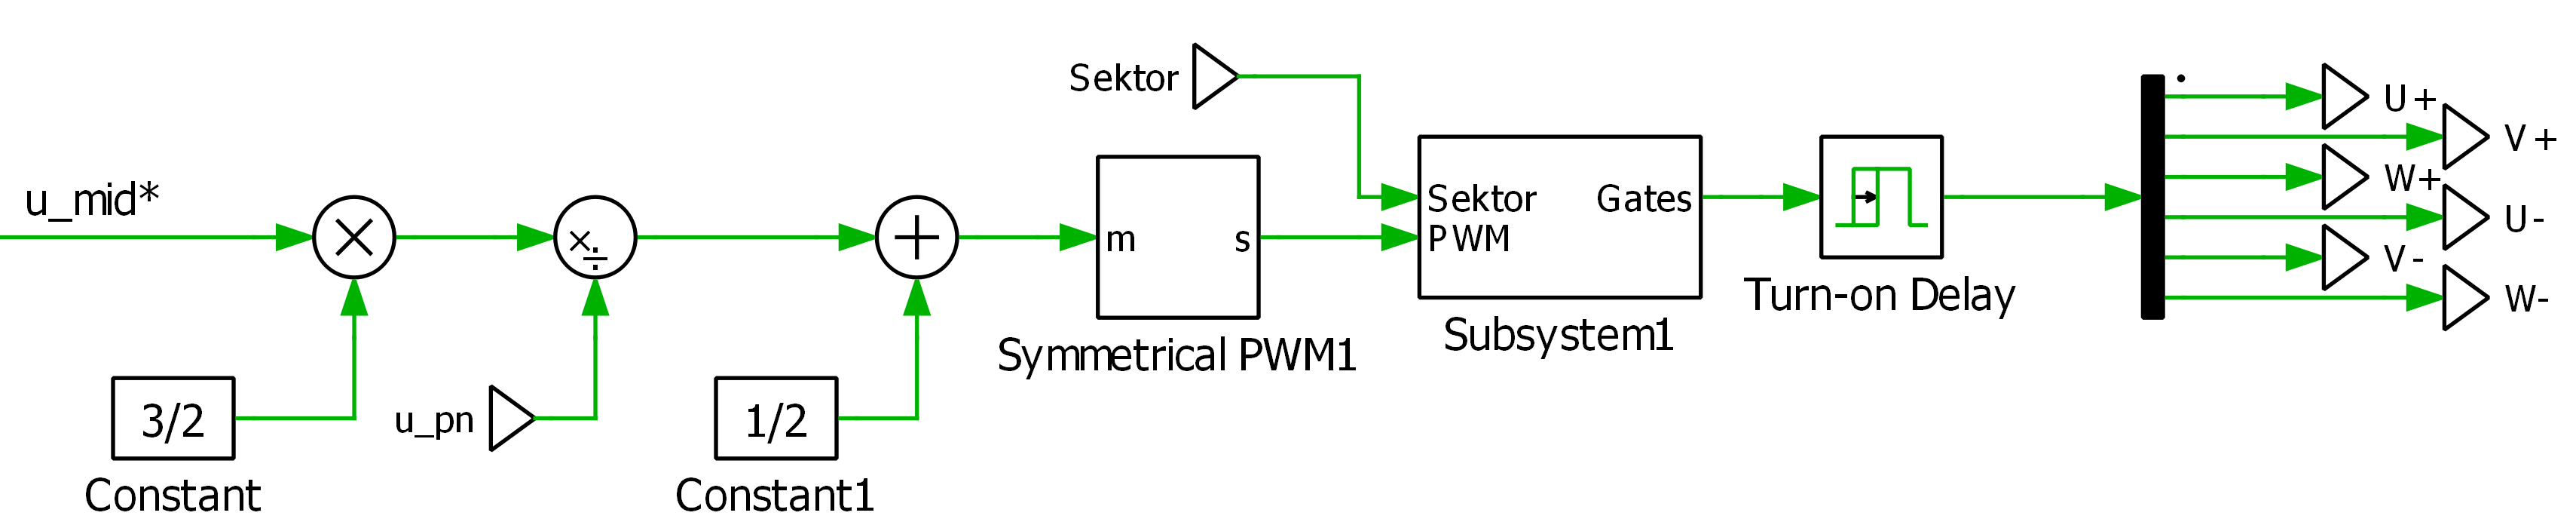 u_mid*
3/2
Constant
u_pn
1/2
Constant1
Sektor
m
s
Symmetrical PWM1
Sektor
PWM
Gates
Subsystem1
Turn-on Delay
U+
V+
W+
U-
V-
W-